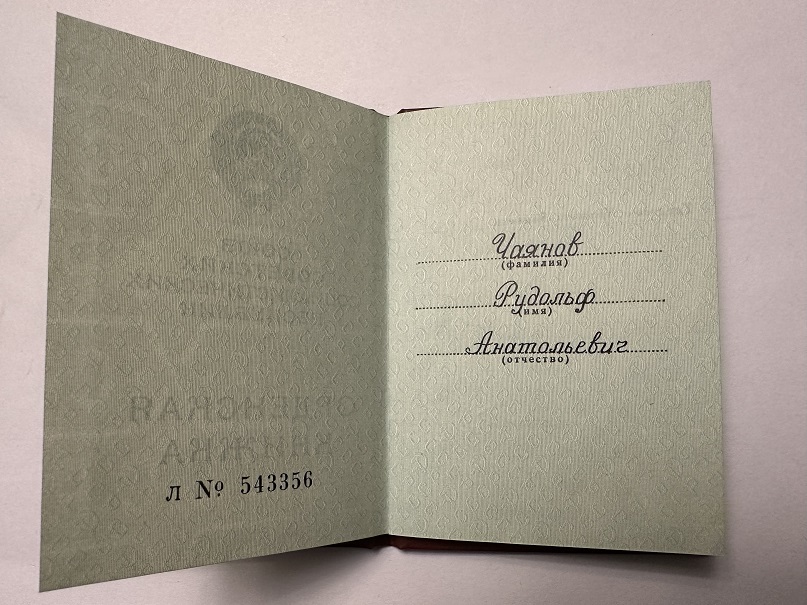 Л № 543356
Чаянов
(фамилия)
Рудольф
(имя)
Анатольевич
(отчество)